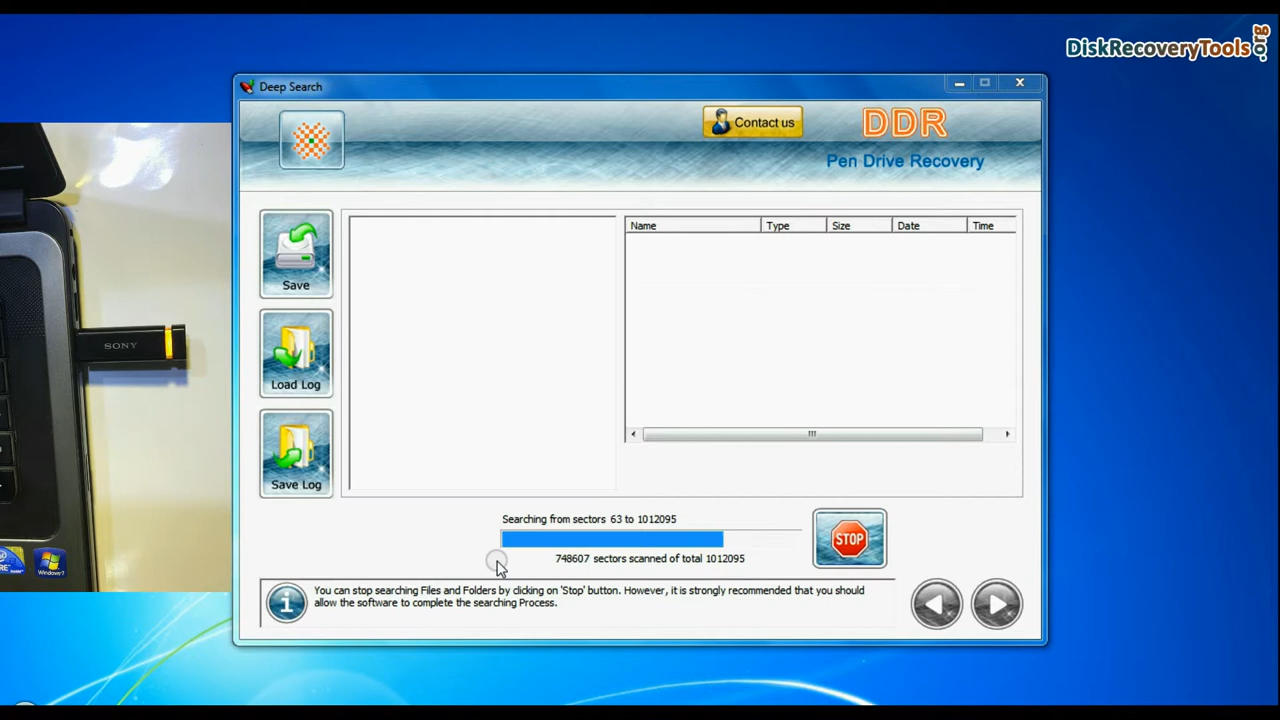 DiskRecoveryTools.org
Deep Search
Contact us
DDR
Pen Drive Recovery
Save
Load Log
Save Log
Name Type Size Date Time
SONY
Searching from sectors 63 to 1012095
748607 sectors scanned of total 1012095
STOP
You can stop searching Files and Folders by clicking on 'Stop' button. However, it is strongly recommended that you should
allow the software to complete the searching Process.
Windows 7